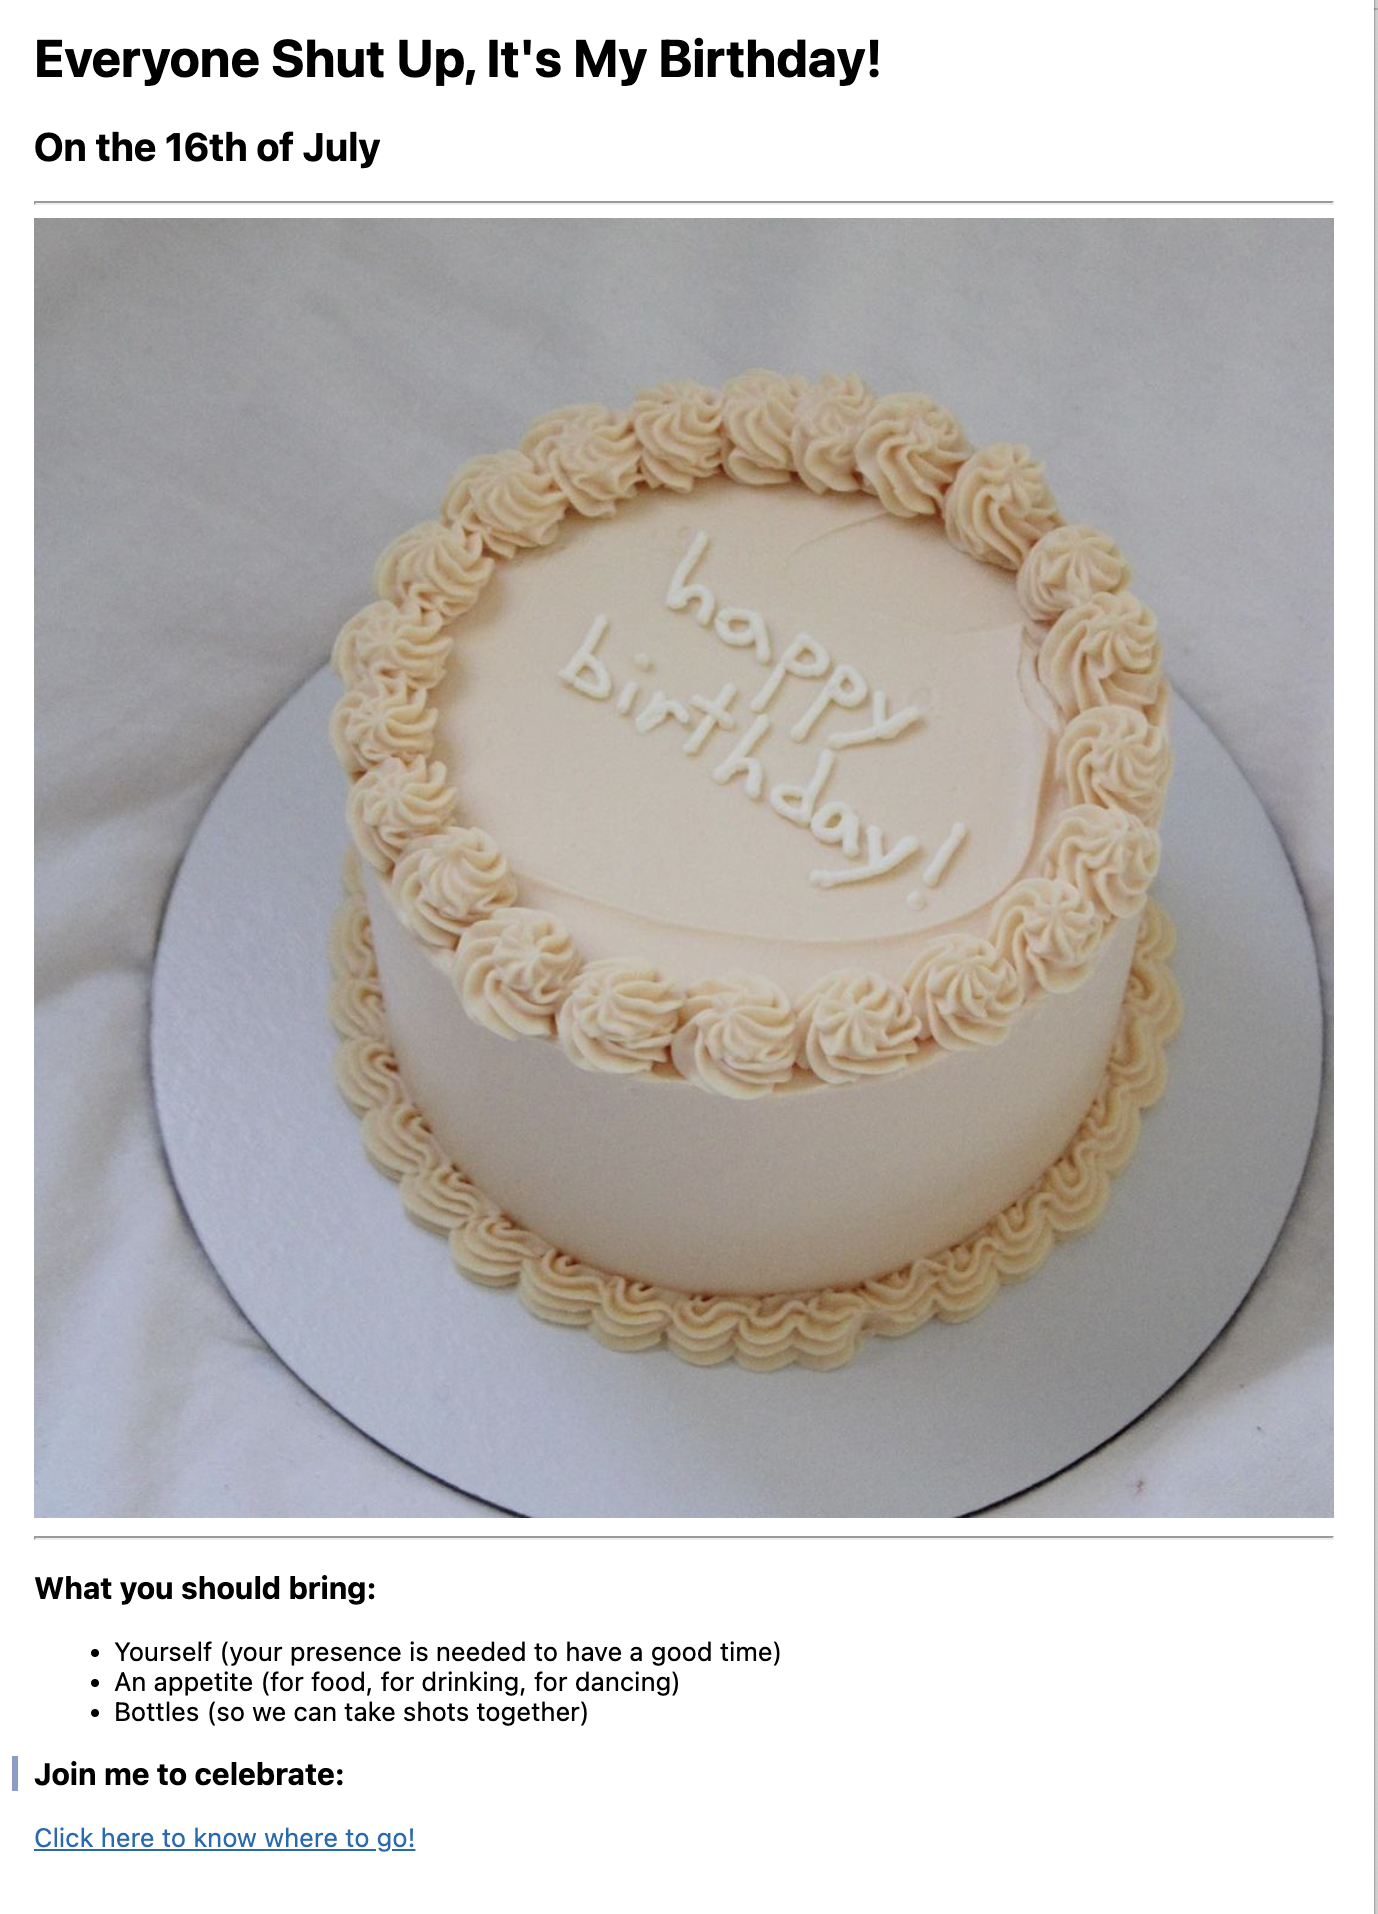 Everyone Shut Up, It's My Birthday!
On the 16th of July
happy
birthday!
What you should bring:
Yourself (your presence is needed to have a good time)
An appetite (for food, for drinking, for dancing)
Bottles (so we can take shots together)
Join me to celebrate:
Click here to know where to go!